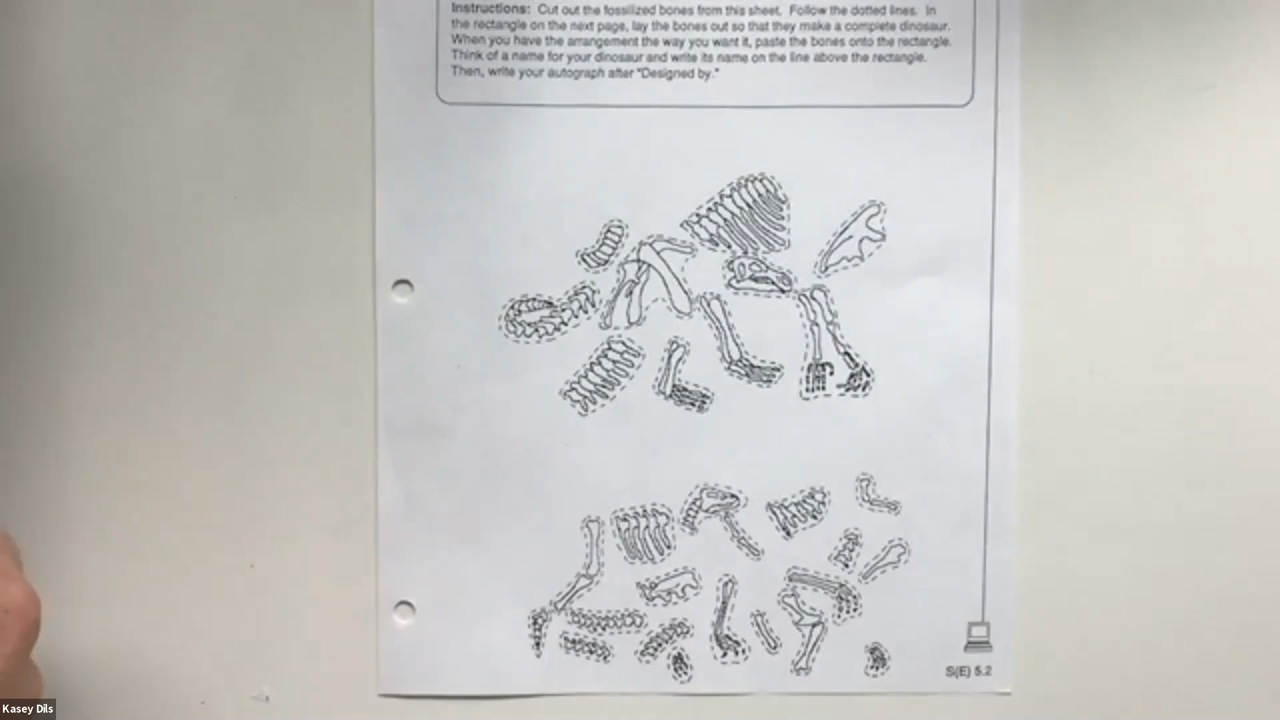 Instructions: Cut out the fossilized bones from this sheet. Follow the dotted lines. In
the rectangle on the next page, lay the bones out so that they make a complete dinosaur.
When you have the arrangement the way you want it, paste the bones onto the rectangle.
Think of a name for your dinosaur and write its name on the line above the rectangle.
Then, write your autograph after "Designed by."
S(E) 5.2
Kasey Dils